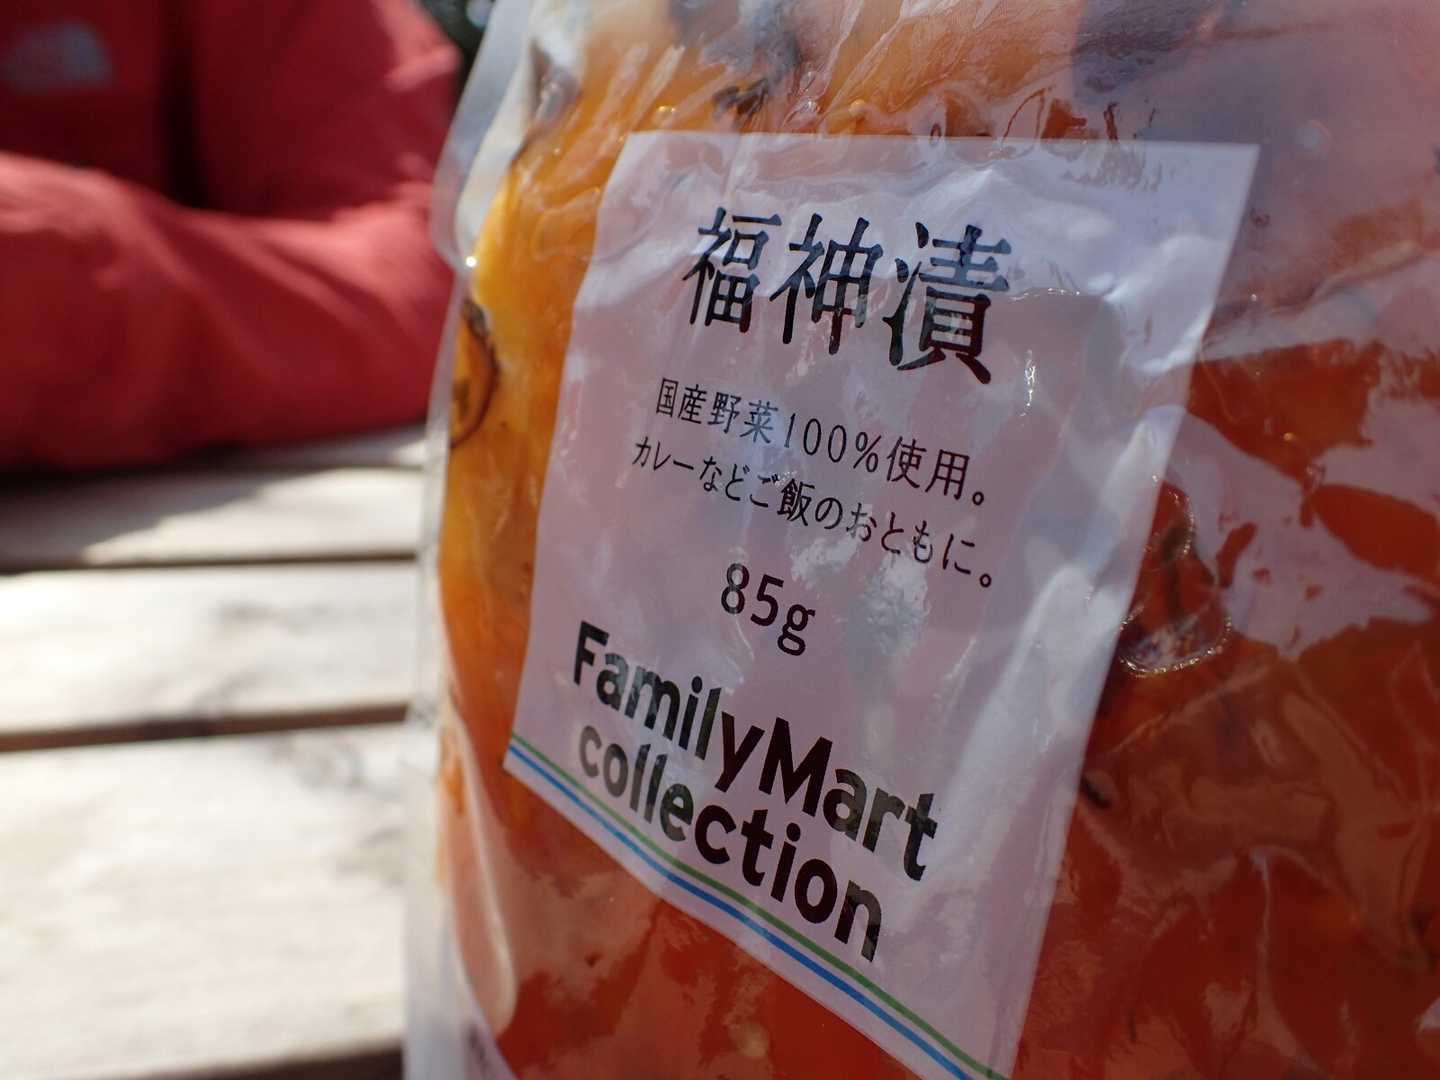 福神漬
国産野菜100%使用。
カレーなどご飯のおともに。
85g
FamilyMart
collection